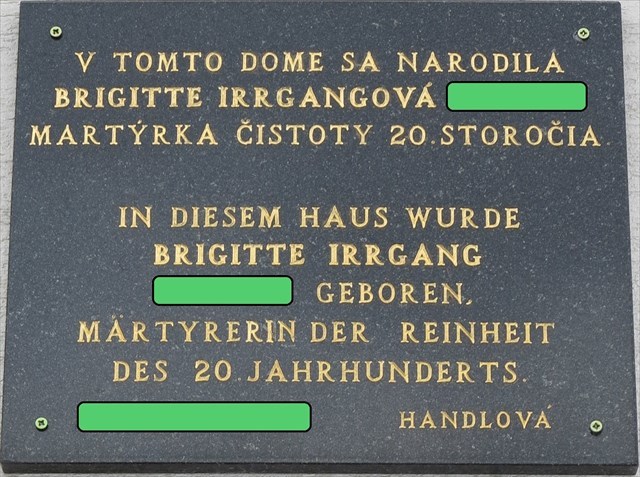 V TOMTO DOME SA NARODILA
BRIGITTE IRRGANGOVÁ
MARTÝRKA ČISTOTY 20. STOROČIA
IN DIESEM HAUS WURDE
BRIGITTE IRRGANG
GEBOREN,
MÄRTYRERIN DER REINHEIT
DES 20. JAHRHUNDERTS.
HANDLOVÁ